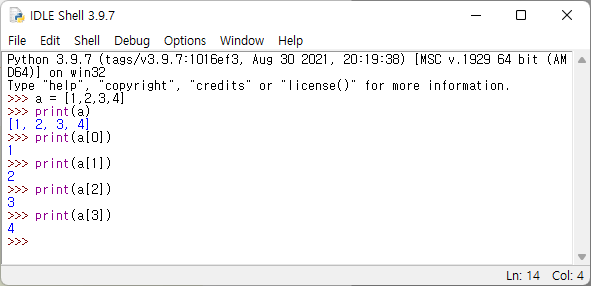 IDLE Shell 3.9.7
File Edit Shell Debug Options Window Help
Python 3.9.7 (tags/v3.9.7:1016ef3, Aug 30 2021, 20:19:38) [MSC v.1929 64 bit (AM
D64)] on win32
Type "help", "copyright", "credits" or "license()" for more information.
>>> a = [1,2,3,4]
>>> print(a)
[1, 2, 3, 4]
>>> print(a[0])
1
>>> print(a[1])
2
>>> print(a[2])
3
>>> print(a[3])
4
>>>
Ln: 14 Col: 4